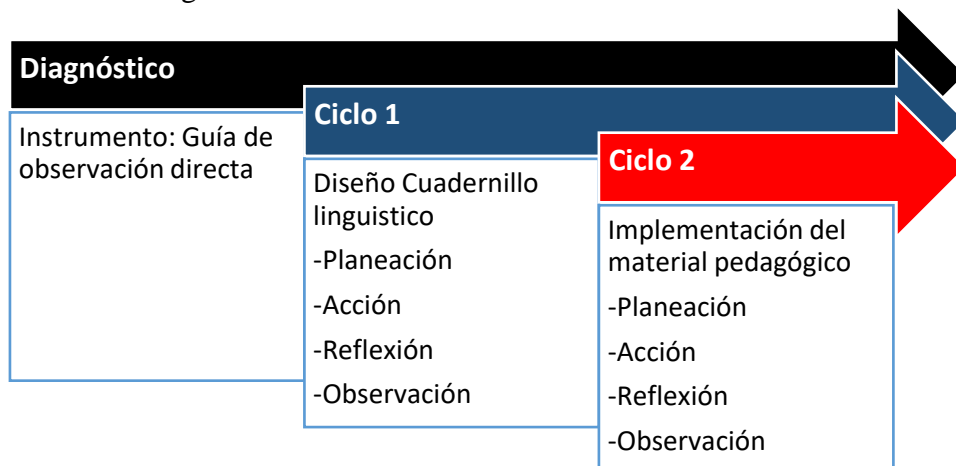 Diagnóstico
Instrumento: Guía de
observación directa
Ciclo 1
Diseño Cuadernillo
linguistico
-Planeación
-Acción
-Reflexión
-Observación
Ciclo 2
Implementación del
material pedagógico
-Planeación
-Acción
-Reflexión
-Observación